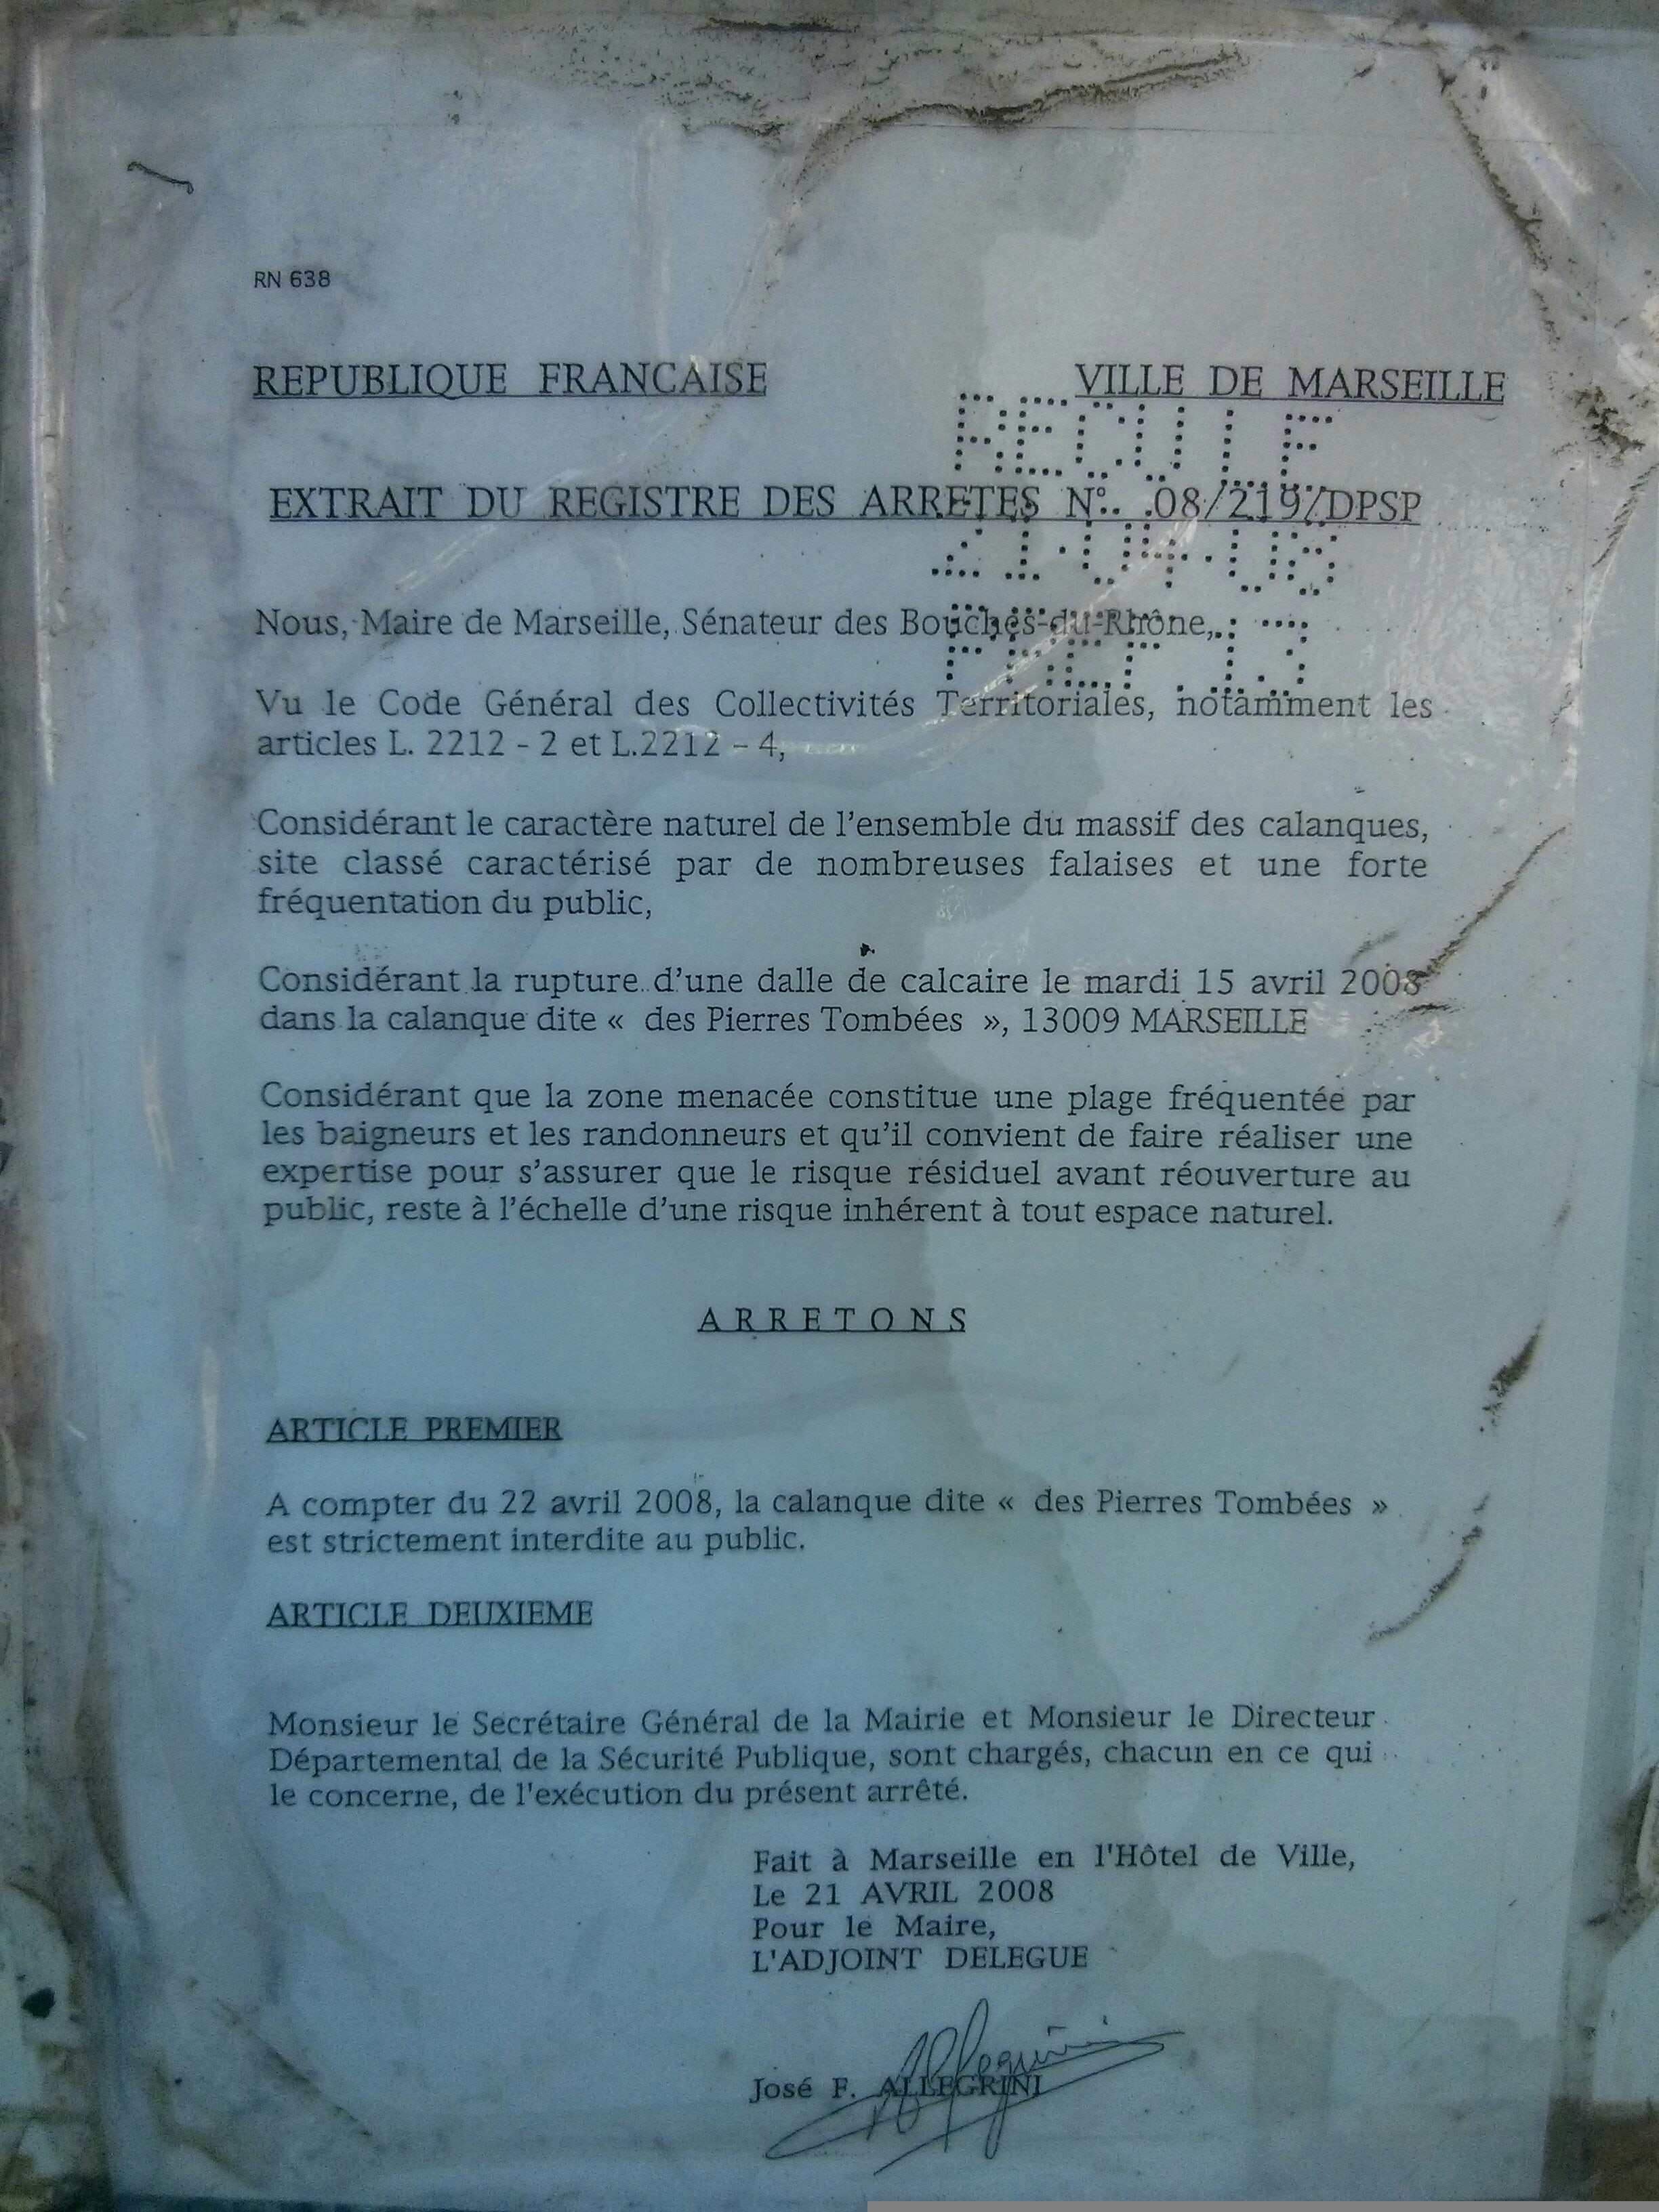 RN 638
REPUBLIQUE FRANCAISE VILLE DE MARSEILLE
RECU LE
EXTRAIT DU REGISTRE DES ARRETES N° 08/219/DPSP
21-04-08
Nous, Maire de Marseille, Sénateur des Bouches-du-Rhône,
PREF 13
Vu le Code Général des Collectivités Territoriales, notamment les
articles L. 2212 - 2 et L.2212 – 4,
Considérant le caractère naturel de l'ensemble du massif des calanques,
site classé caractérisé par de nombreuses falaises et une forte
fréquentation du public,
Considérant la rupture d'une dalle de calcaire le mardi 15 avril 2008
dans la calanque dite « des Pierres Tombées », 13009 MARSEILLE
Considérant que la zone menacée constitue une plage fréquentée par
les baigneurs et les randonneurs et qu'il convient de faire réaliser une
expertise pour s'assurer que le risque résiduel avant réouverture au
public, reste à l'échelle d'une risque inhérent à tout espace naturel.
A R R E T O N S
ARTICLE PREMIER
A compter du 22 avril 2008, la calanque dite « des Pierres Tombées »
est strictement interdite au public.
ARTICLE DEUXIEME
Monsieur le Secrétaire Général de la Mairie et Monsieur le Directeur
Départemental de la Sécurité Publique, sont chargés, chacun en ce qui
le concerne, de l'exécution du présent arrêté.
Fait à Marseille en l'Hôtel de Ville,
Le 21 AVRIL 2008
Pour le Maire,
L'ADJOINT DELEGUE
Allegrini
José F. ALLEGRINI